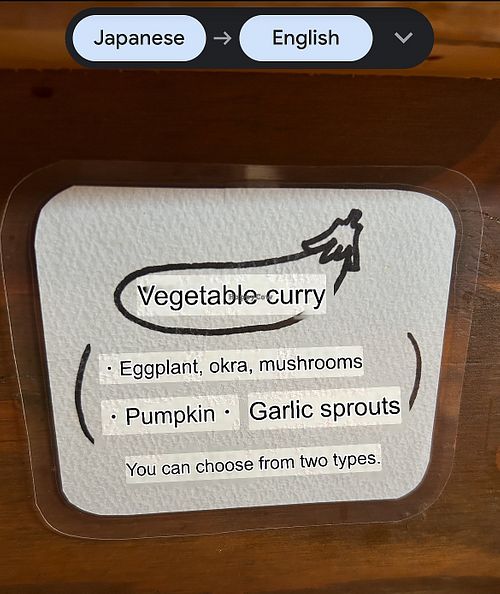 Japanese → English
Vegetable curry
・Eggplant, okra, mushrooms
・Pumpkin・ Garlic sprouts
You can choose from two types.